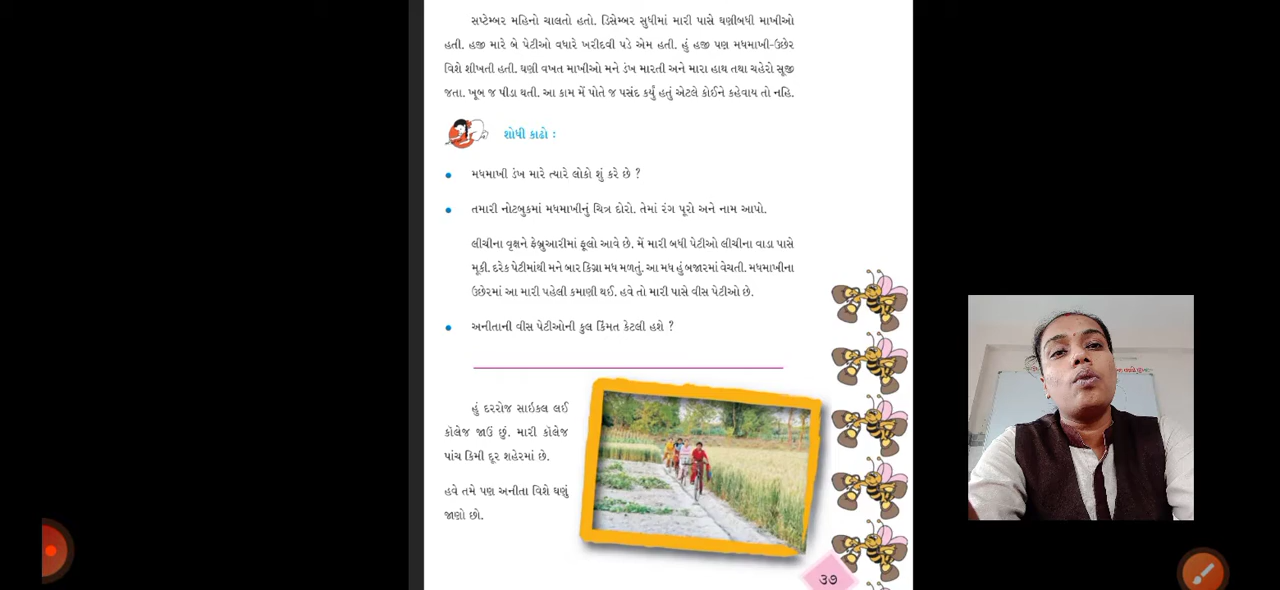 સપ્ટેમ્બર મહિનો ચાલતો હતો. ડિસેમ્બર સુધીમાં મારી પાસે ઘણીબધી માખીઓ
હતી. હજી મારે બે પેટીઓ વધારે ખરીદવી પડે એમ હતી. હું હજી પણ મધમાખી-ઉછેર
વિશે શીખતી હતી. ઘણી વખત માખીઓ મને ડંખ મારતી અને મારા હાથ તથા ચહેરો સૂજી
જતા. ખૂબ જ પીડા થતી. આ કામ મેં પોતે જ પસંદ કર્યું હતું એટલે કોઈને કહેવાય તો નહિ.
શોધી કાઢો :
• મધમાખી ડંખ મારે ત્યારે લોકો શું કરે છે ?
• તમારી નોટબુકમાં મધમાખીનું ચિત્ર દોરો. તેમાં રંગ પૂરો અને નામ આપો.
લીચીના વૃક્ષને ફેબ્રુઆરીમાં ફૂલો આવે છે. મેં મારી બધી પેટીઓ લીચીના વાડા પાસે
મૂકી. દરેક પેટીમાંથી મને બાર કિગ્રા મધ મળતું. આ મધ હું બજારમાં વેચતી. મધમાખીના
ઉછેરમાં આ મારી પહેલી કમાણી થઈ. હવે તો મારી પાસે વીસ પેટીઓ છે.
• અનીતાની વીસ પેટીઓની કુલ કિંમત કેટલી હશે ?
હું દરરોજ સાઇકલ લઈ
કૉલેજ જાઉં છું. મારી કૉલેજ
પાંચ કિમી દૂર શહેરમાં છે.
હવે તમે પણ અનીતા વિશે ઘણું
જાણો છો.
૩૭